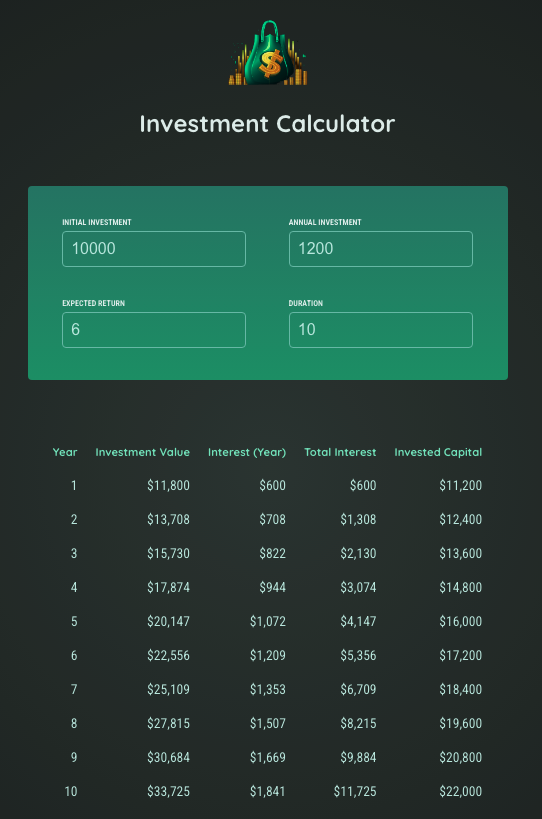 $
Investment Calculator
INITIAL INVESTMENT ANNUAL INVESTMENT
10000 1200
EXPECTED RETURN DURATION
6 10
Year Investment Value Interest (Year) Total Interest Invested Capital
1 $11,800 $600 $600 $11,200
2 $13,708 $708 $1,308 $12,400
3 $15,730 $822 $2,130 $13,600
4 $17,874 $944 $3,074 $14,800
5 $20,147 $1,072 $4,147 $16,000
6 $22,556 $1,209 $5,356 $17,200
7 $25,109 $1,353 $6,709 $18,400
8 $27,815 $1,507 $8,215 $19,600
9 $30,684 $1,669 $9,884 $20,800
10 $33,725 $1,841 $11,725 $22,000